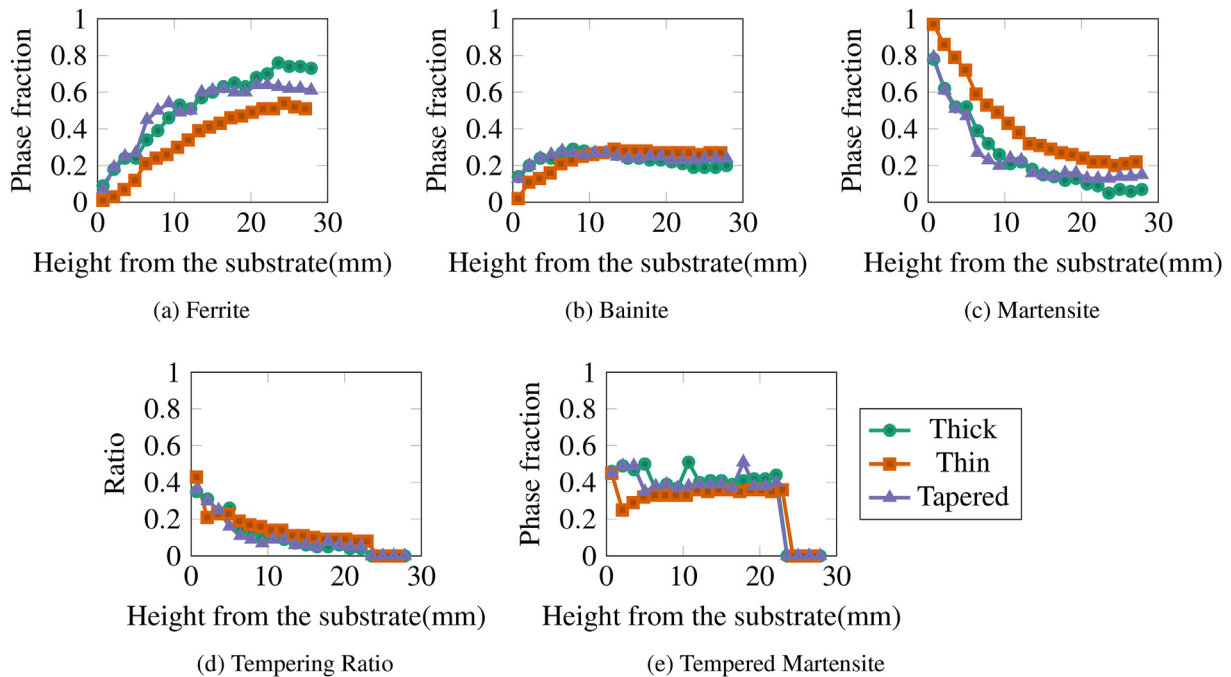 1
0.8
0.6
0.4
0.2
0
Phase fraction
0 10 20 30
Height from the substrate(mm)
(a) Ferrite
1
0.8
0.6
0.4
0.2
0
Phase fraction
0 10 20 30
Height from the substrate(mm)
(b) Bainite
1
0.8
0.6
0.4
0.2
0
Phase fraction
0 10 20 30
Height from the substrate(mm)
(c) Martensite
1
0.8
0.6
0.4
0.2
0
Ratio
0 10 20 30
Height from the substrate(mm)
(d) Tempering Ratio
1
0.8
0.6
0.4
0.2
0
Phase fraction
0 10 20 30
Height from the substrate(mm)
(e) Tempered Martensite
Thick
Thin
Tapered